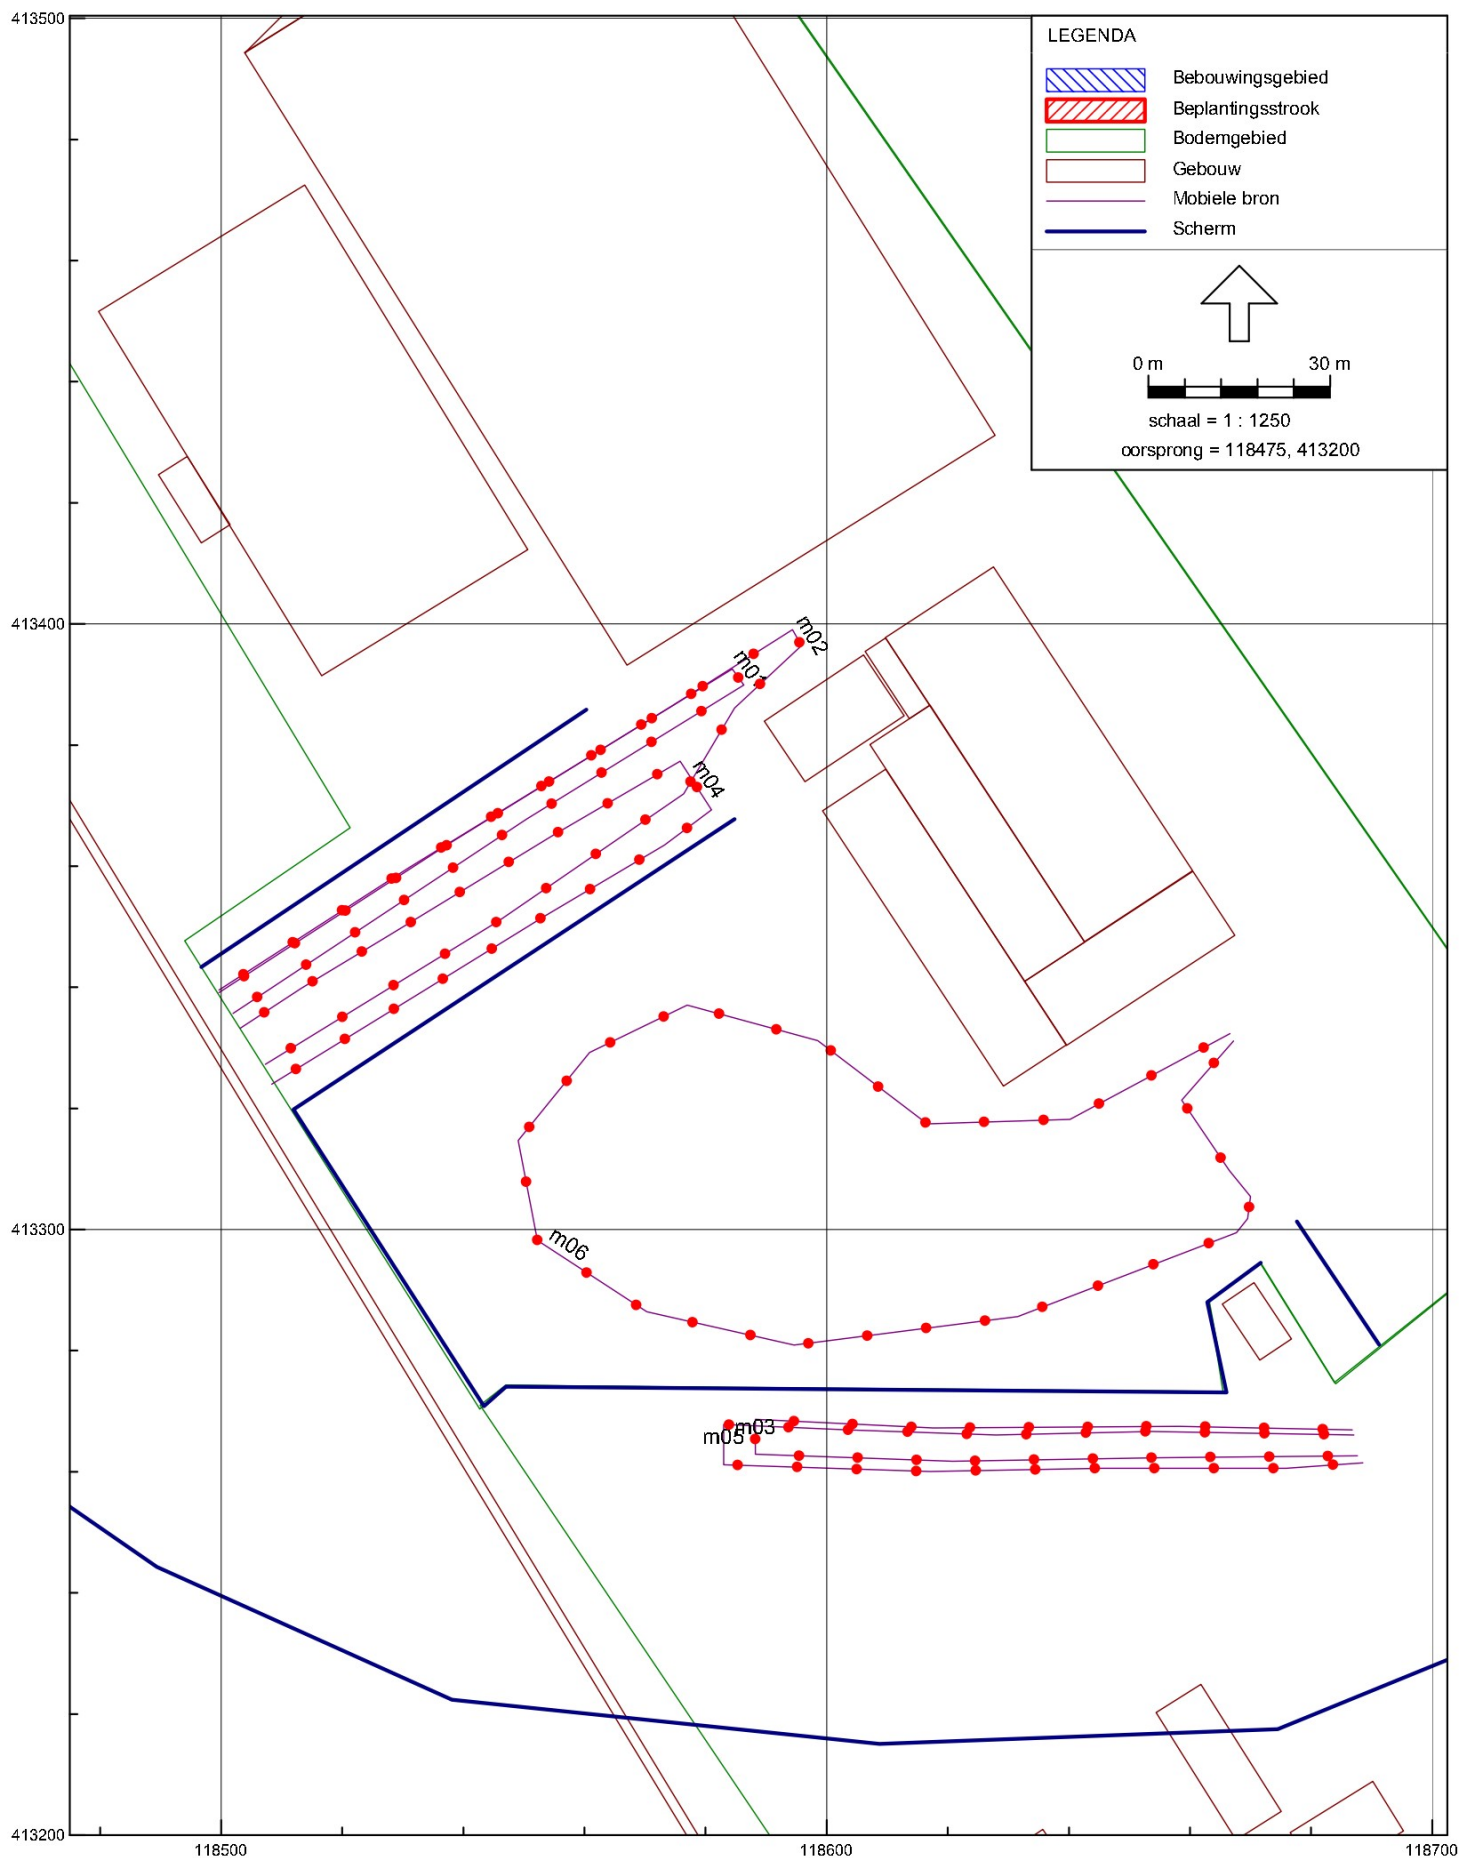 413500
LEGENDA
Bebouwingsgebied
Beplantingsstrook
Bodemgebied
Gebouw
Mobiele bron
Scherm
0 m 30 m
schaal = 1 : 1250
oorsprong = 118475, 413200
413400
m02
m01
m04
413300
m06
m03
m05
413200
118500 118600 118700